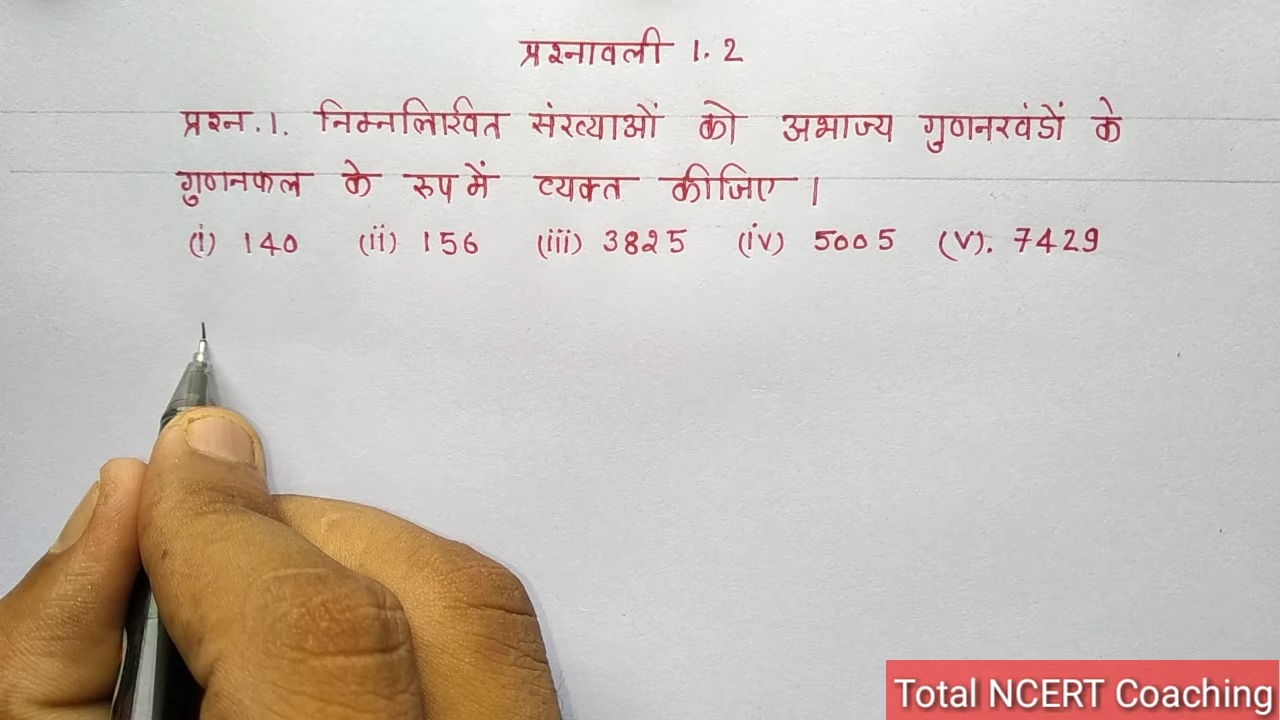 प्रश्नावली 1.2
प्रश्न.1. निम्नलिखित संख्याओं को अभाज्य गुणनखंडों के
गुणनफल के रुप में व्यक्त कीजिए ।
(i) 140 (ii) 156 (iii) 3825 (iv) 5005 (v). 7429
Total NCERT Coaching